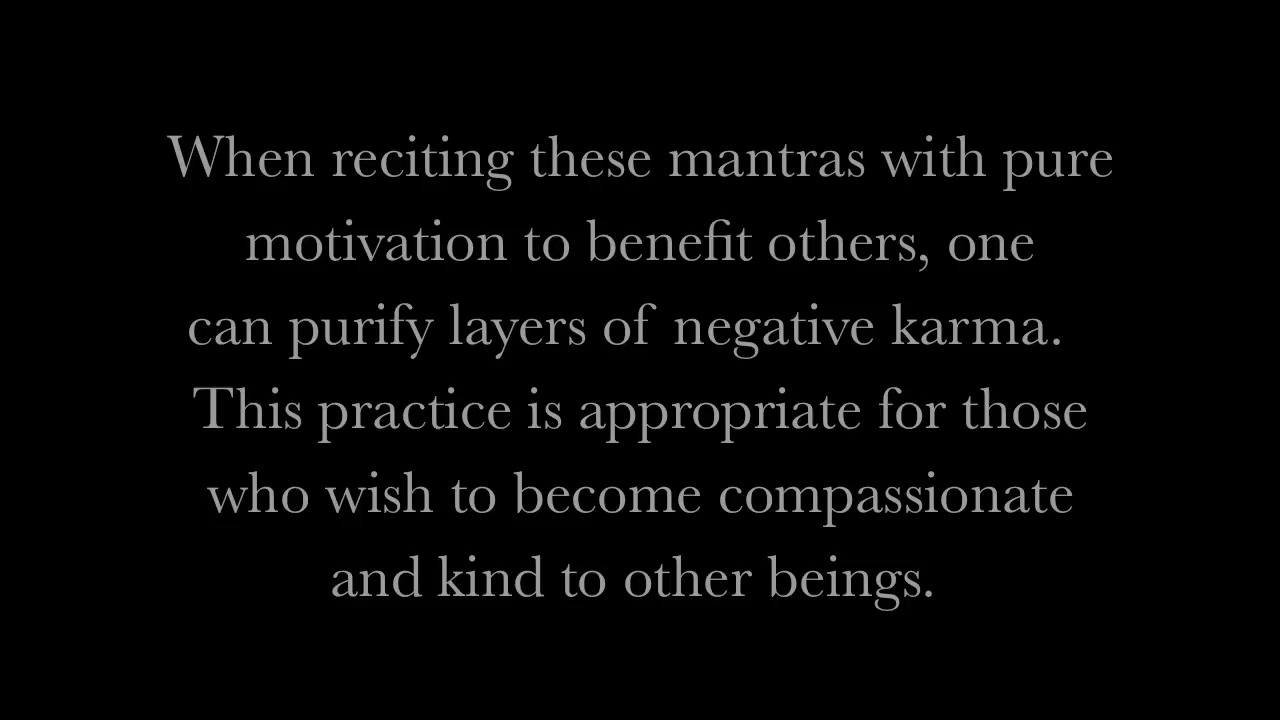 When reciting these mantras with pure
motivation to benefit others, one
can purify layers of negative karma.
This practice is appropriate for those
who wish to become compassionate
and kind to other beings.